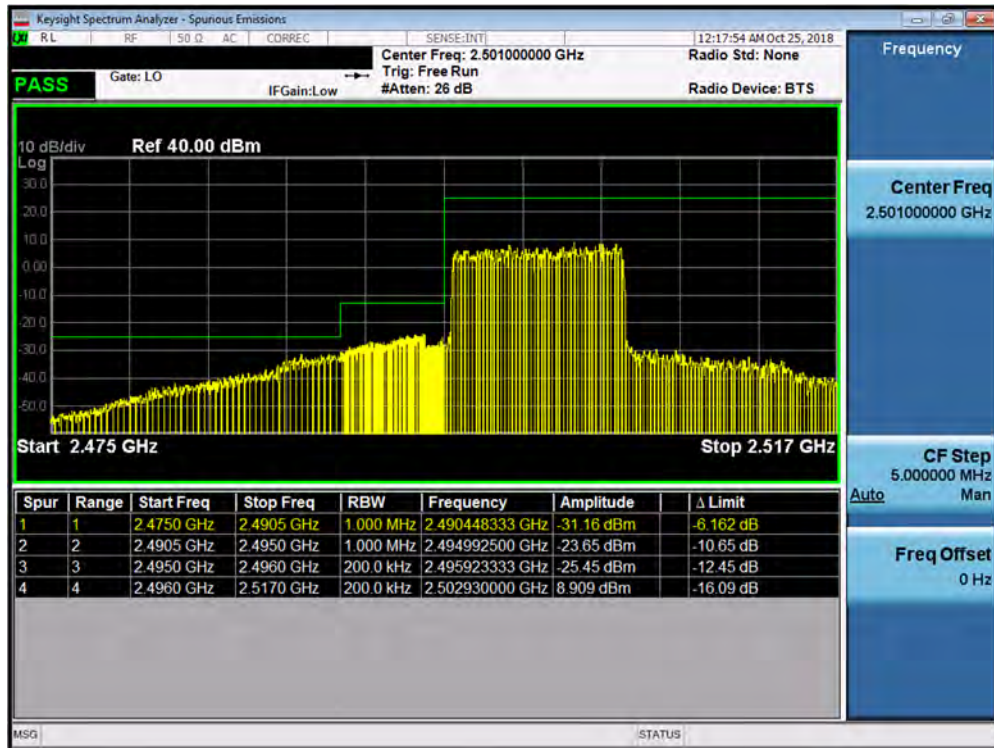 Keysight Spectrum Analyzer - Spurious Emissions
RL RF 50 Ω AC CORREC SENSE:INT 12:17:54 AM Oct 25, 2018
Center Freq: 2.501000000 GHz Radio Std: None
PASS Gate: LO Trig: Free Run
IFGain:Low #Atten: 26 dB Radio Device: BTS
10 dB/div Ref 40.00 dBm
Log
30.0
20.0
10.0
0.00
-10.0
-20.0
-30.0
-40.0
-50.0
Start 2.475 GHz Stop 2.517 GHz
Spur Range Start Freq Stop Freq RBW Frequency Amplitude Δ Limit
1 1 2.4750 GHz 2.4905 GHz 1.000 MHz 2.490448333 GHz -31.16 dBm -6.162 dB
2 2 2.4905 GHz 2.4950 GHz 1.000 MHz 2.494992500 GHz -23.65 dBm -10.65 dB
3 3 2.4950 GHz 2.4960 GHz 200.0 kHz 2.495923333 GHz -25.45 dBm -12.45 dB
4 4 2.4960 GHz 2.5170 GHz 200.0 kHz 2.502930000 GHz 8.909 dBm -16.09 dB
MSG STATUS
Frequency
Center Freq
2.501000000 GHz
CF Step
5.000000 MHz
Auto Man
Freq Offset
0 Hz